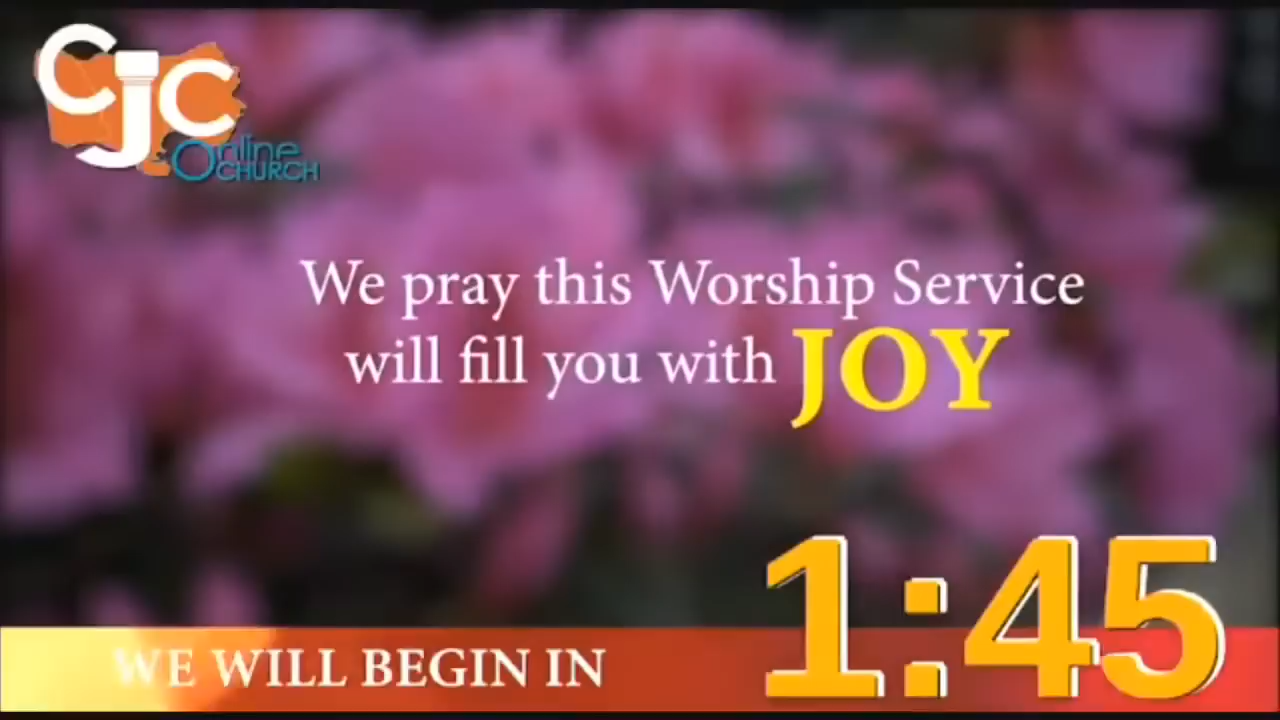 CJC
Online
CHURCH
We pray this Worship Service
will fill you with JOY
WE WILL BEGIN IN
1:45